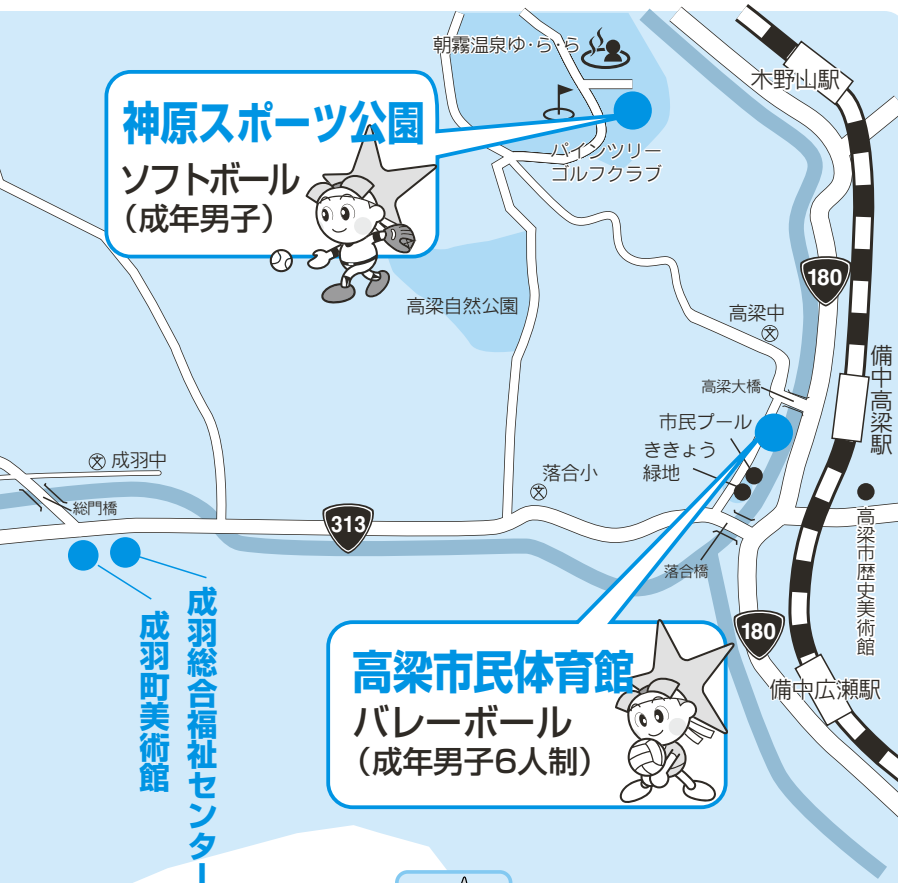 朝霧温泉ゆ・ら・ら
木野山駅
神原スポーツ公園
ソフトボール
（成年男子）
パインツリー
ゴルフクラブ
180
高梁自然公園
高梁中
備中高梁駅
高梁大橋
市民プール
ききょう
緑地
成羽中
落合小
総門橋
313
高梁市歴史美術館
落合橋
成羽総合福祉センター
成羽町美術館
180
高梁市民体育館
バレーボール
（成年男子6人制）
備中広瀬駅